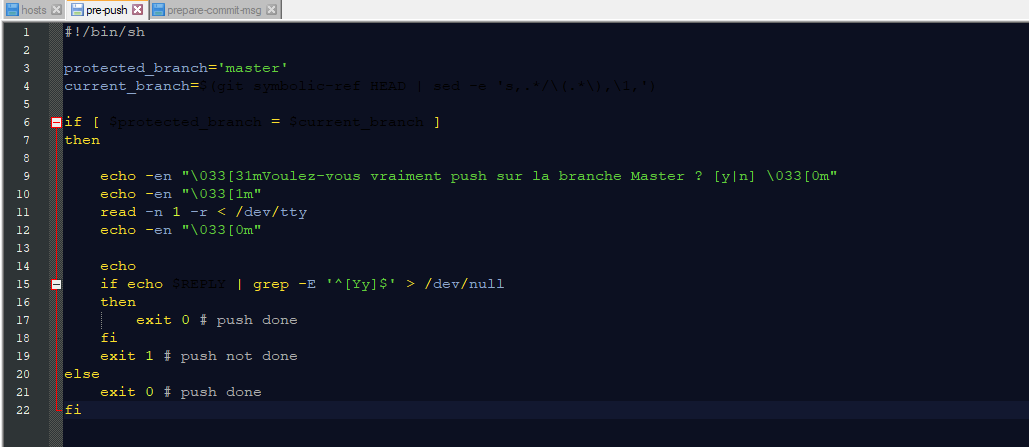 hosts pre-push prepare-commit-msg
1 #!/bin/sh
2
3 protected_branch='master'
4 current_branch=$(git symbolic-ref HEAD | sed -e 's,.*/\(.*\),\1,')
5
6 if [ $protected_branch = $current_branch ]
7 then
8
9 echo -en "\033[31mVoulez-vous vraiment push sur la branche Master ? [y|n] \033[0m"
10 echo -en "\033[1m"
11 read -n 1 -r < /dev/tty
12 echo -en "\033[0m"
13
14 echo
15 if echo $REPLY | grep -E '^[Yy]$' > /dev/null
16 then
17 exit 0 # push done
18 fi
19 exit 1 # push not done
20 else
21 exit 0 # push done
22 fi